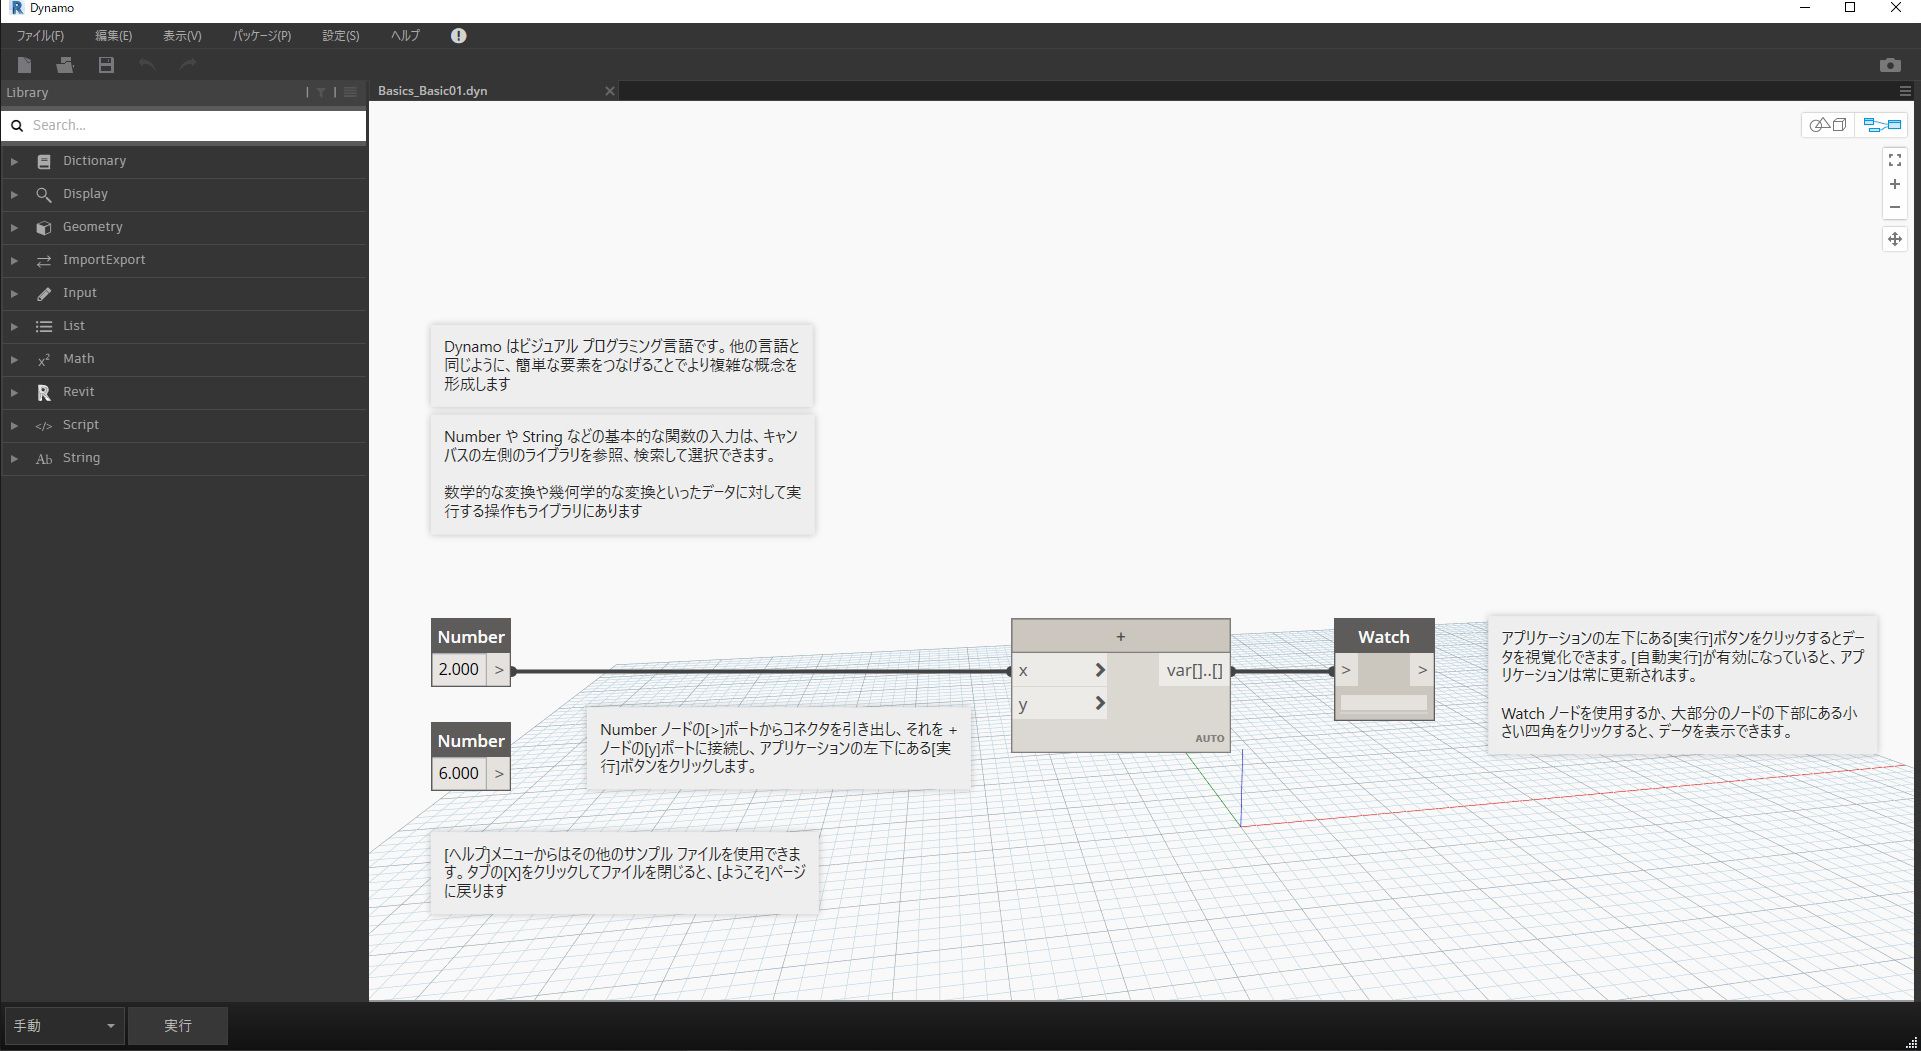 Dynamo
ファイル(F) 編集(E) 表示(V) パッケージ(P) 設定(S) ヘルプ
Library
Basics_Basic01.dyn
Search...
Dictionary
Display
Geometry
ImportExport
Input
List
Math
Revit
Script
String
Dynamo はビジュアル プログラミング言語です。他の言語と
同じように、簡単な要素をつなげることでより複雑な概念を
形成します
Number や String などの基本的な関数の入力は、キャン
バスの左側のライブラリを参照、検索して選択できます。
数学的な変換や幾何学的な変換といったデータに対して実
行する操作もライブラリにあります
Number
2.000 >
Number
6.000 >
Number ノードの[>]ポートからコネクタを引き出し、それを +
ノードの[y]ポートに接続し、アプリケーションの左下にある[実
行]ボタンをクリックします。
+
x var[]..[]
y
AUTO
Watch
> >
アプリケーションの左下にある[実行]ボタンをクリックするとデー
タを視覚化できます。[自動実行]が有効になっていると、アプ
リケーションは常に更新されます。
Watch ノードを使用するか、大部分のノードの下部にある小
さい四角をクリックすると、データを表示できます。
[ヘルプ]メニューからはその他のサンプル ファイルを使用できま
す。タブの[X]をクリックしてファイルを閉じると、[ようこそ]ページ
に戻ります
手動 実行